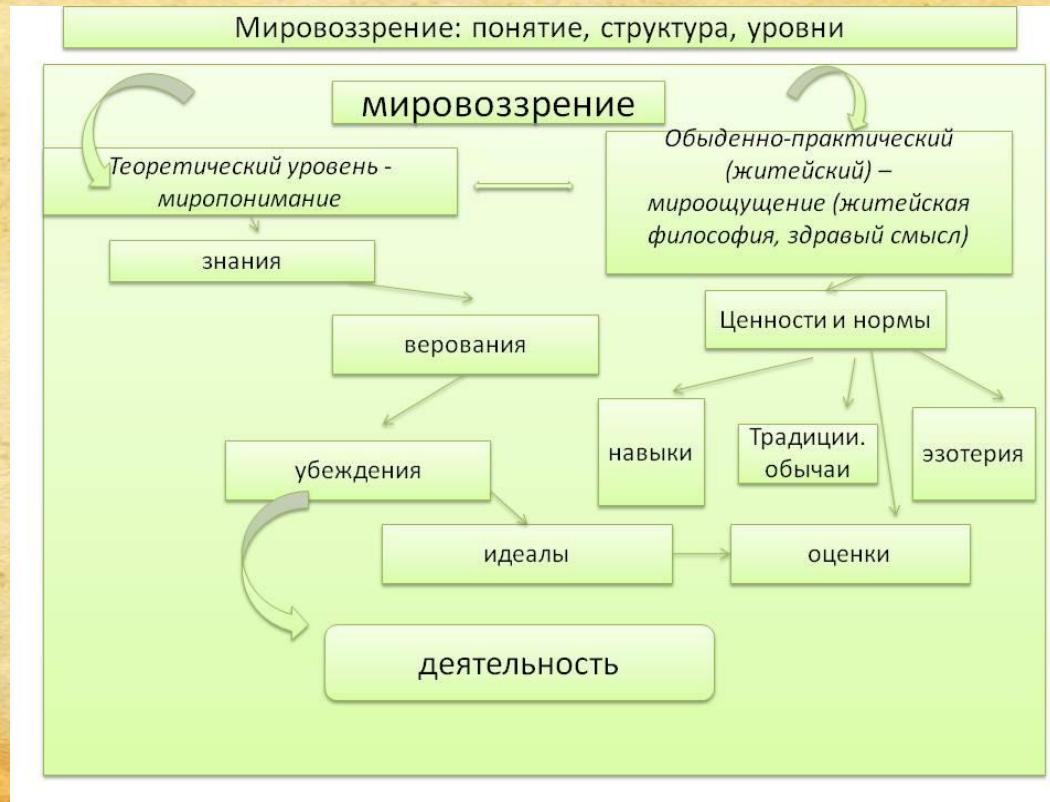 Мировоззрение: понятие, структура, уровни
мировоззрение
Теоретический уровень -
миропонимание
Обыденно-практический
(житейский) –
мироощущение (житейская
философия, здравый смысл)
знания
Ценности и нормы
верования
навыки
Традиции.
обычаи
эзотерия
убеждения
идеалы
оценки
деятельность